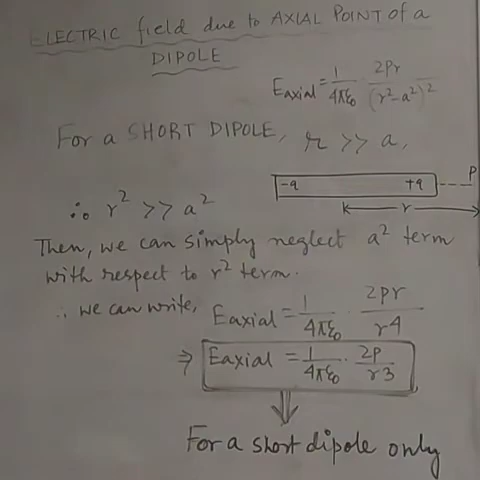 ELECTRIC field due to AXIAL POINT of a
DIPOLE
Eaxial = 1/4πε0 2Pr/(r²-a²)²
For a SHORT DIPOLE, r >> a,
-q +q P
r
∴ r² >> a²
Then, we can simply neglect a² term
with respect to r² term.
∴ we can write, Eaxial = 1/4πε0 · 2Pr/r4
⇒ Eaxial = 1/4πε0 · 2P/r3
For a short dipole only